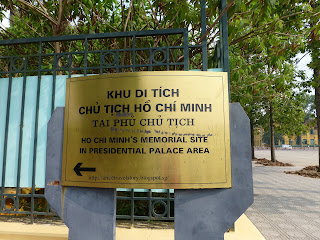 KHU DI TÍCH
CHỦ TỊCH HỒ CHÍ MINH
TẠI PHỦ CHỦ TỊCH
HO CHI MINH'S MEMORIAL SITE
IN PRESIDENTIAL PALACE AREA